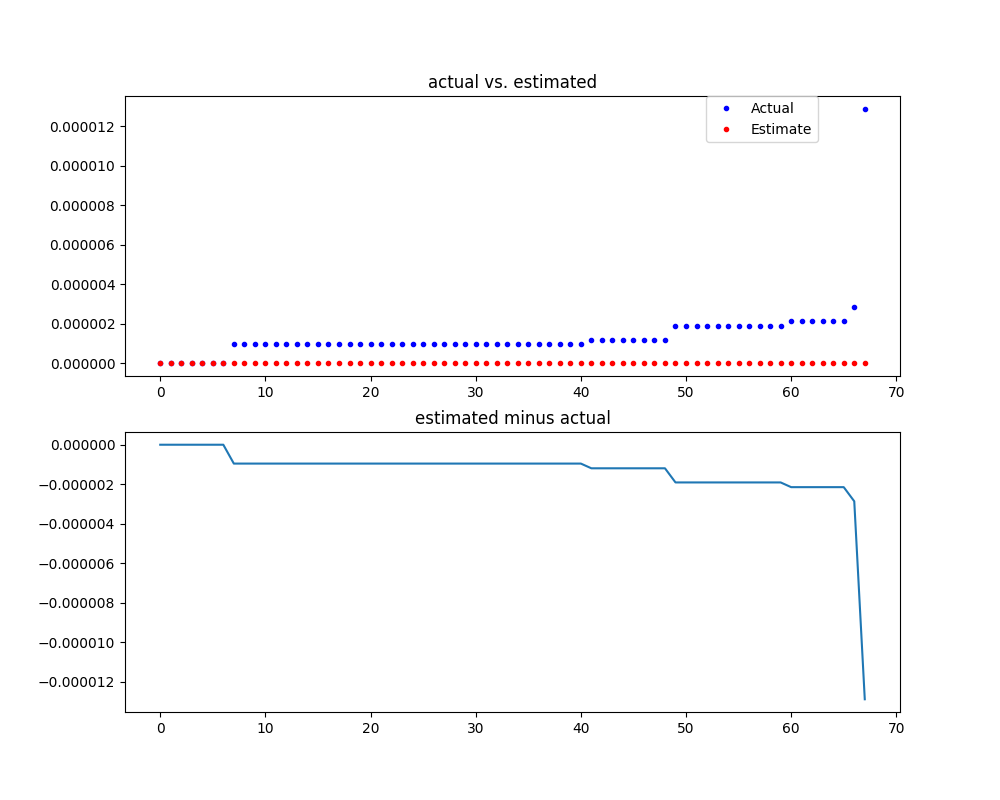 actual vs. estimated
Actual
Estimate
0.000012
0.000010
0.000008
0.000006
0.000004
0.000002
0.000000
0 10 20 30 40 50 60 70
estimated minus actual
0.000000
−0.000002
−0.000004
−0.000006
−0.000008
−0.000010
−0.000012
0 10 20 30 40 50 60 70